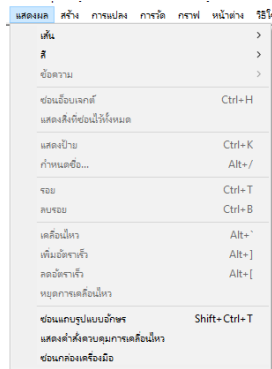 แสดงผล สร้าง การแปลง การวัด กราฟ หน้าต่าง
เส้น >
สี >
ข้อความ >
ซ่อนอ็อบเจกต์ Ctrl+H
แสดงสิ่งที่ซ่อนไว้ทั้งหมด
แสดงป้าย Ctrl+K
กำหนดชื่อ... Alt+/
รอย Ctrl+T
ลบรอย Ctrl+B
เคลื่อนไหว Alt+`
เพิ่มอัตราเร็ว Alt+]
ลดอัตราเร็ว Alt+[
หยุดการเคลื่อนไหว
ซ่อนแถบรูปแบบอักษร Shift+Ctrl+T
แสดงคำสั่งควบคุมการเคลื่อนไหว
ซ่อนกล่องเครื่องมือ